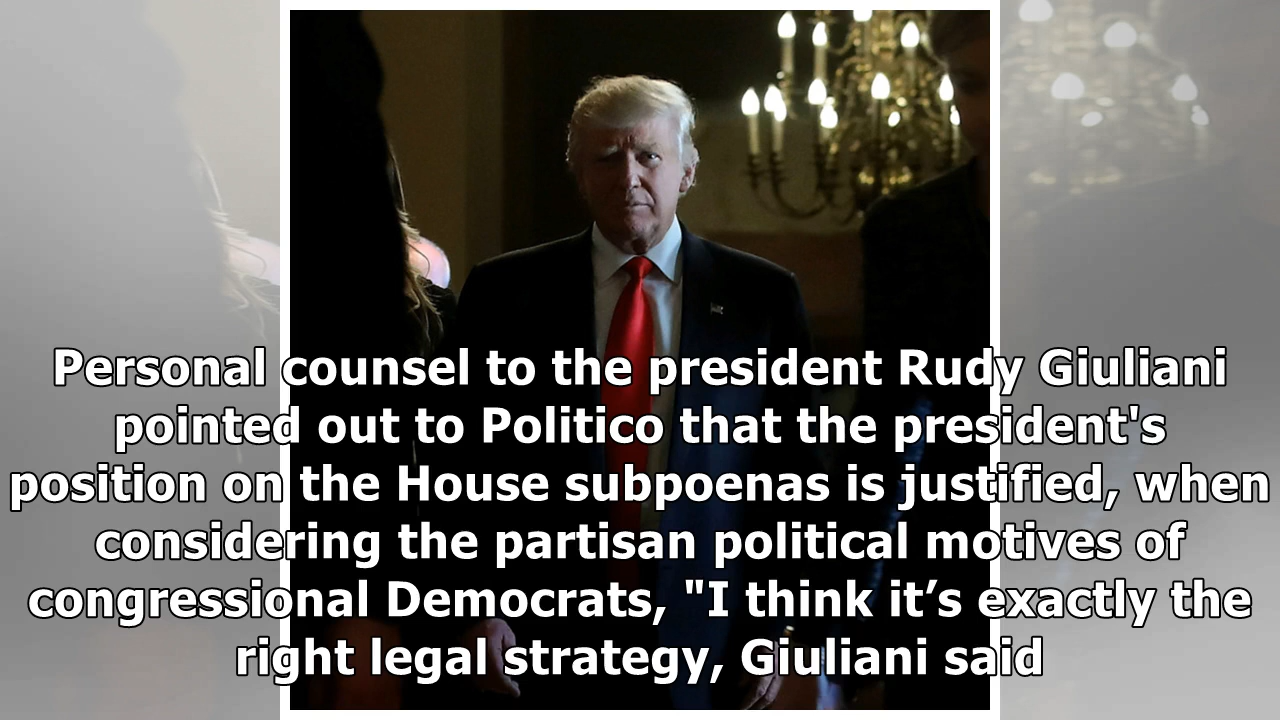 Personal counsel to the president Rudy Giuliani
pointed out to Politico that the president's
position on the House subpoenas is justified, when
considering the partisan political motives of
congressional Democrats, "I think it’s exactly the
right legal strategy, Giuliani said